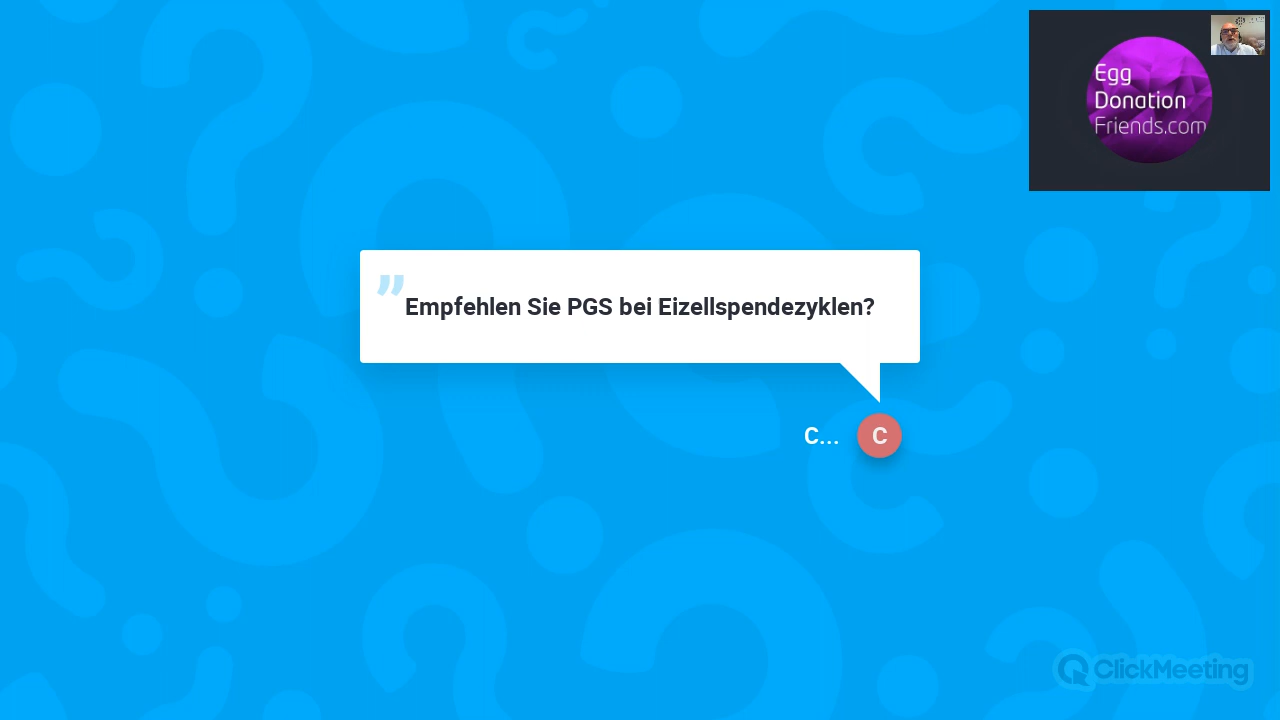 Egg
Donation
Friends.com
” Empfehlen Sie PGS bei Eizellspendezyklen?
C... C
ClickMeeting